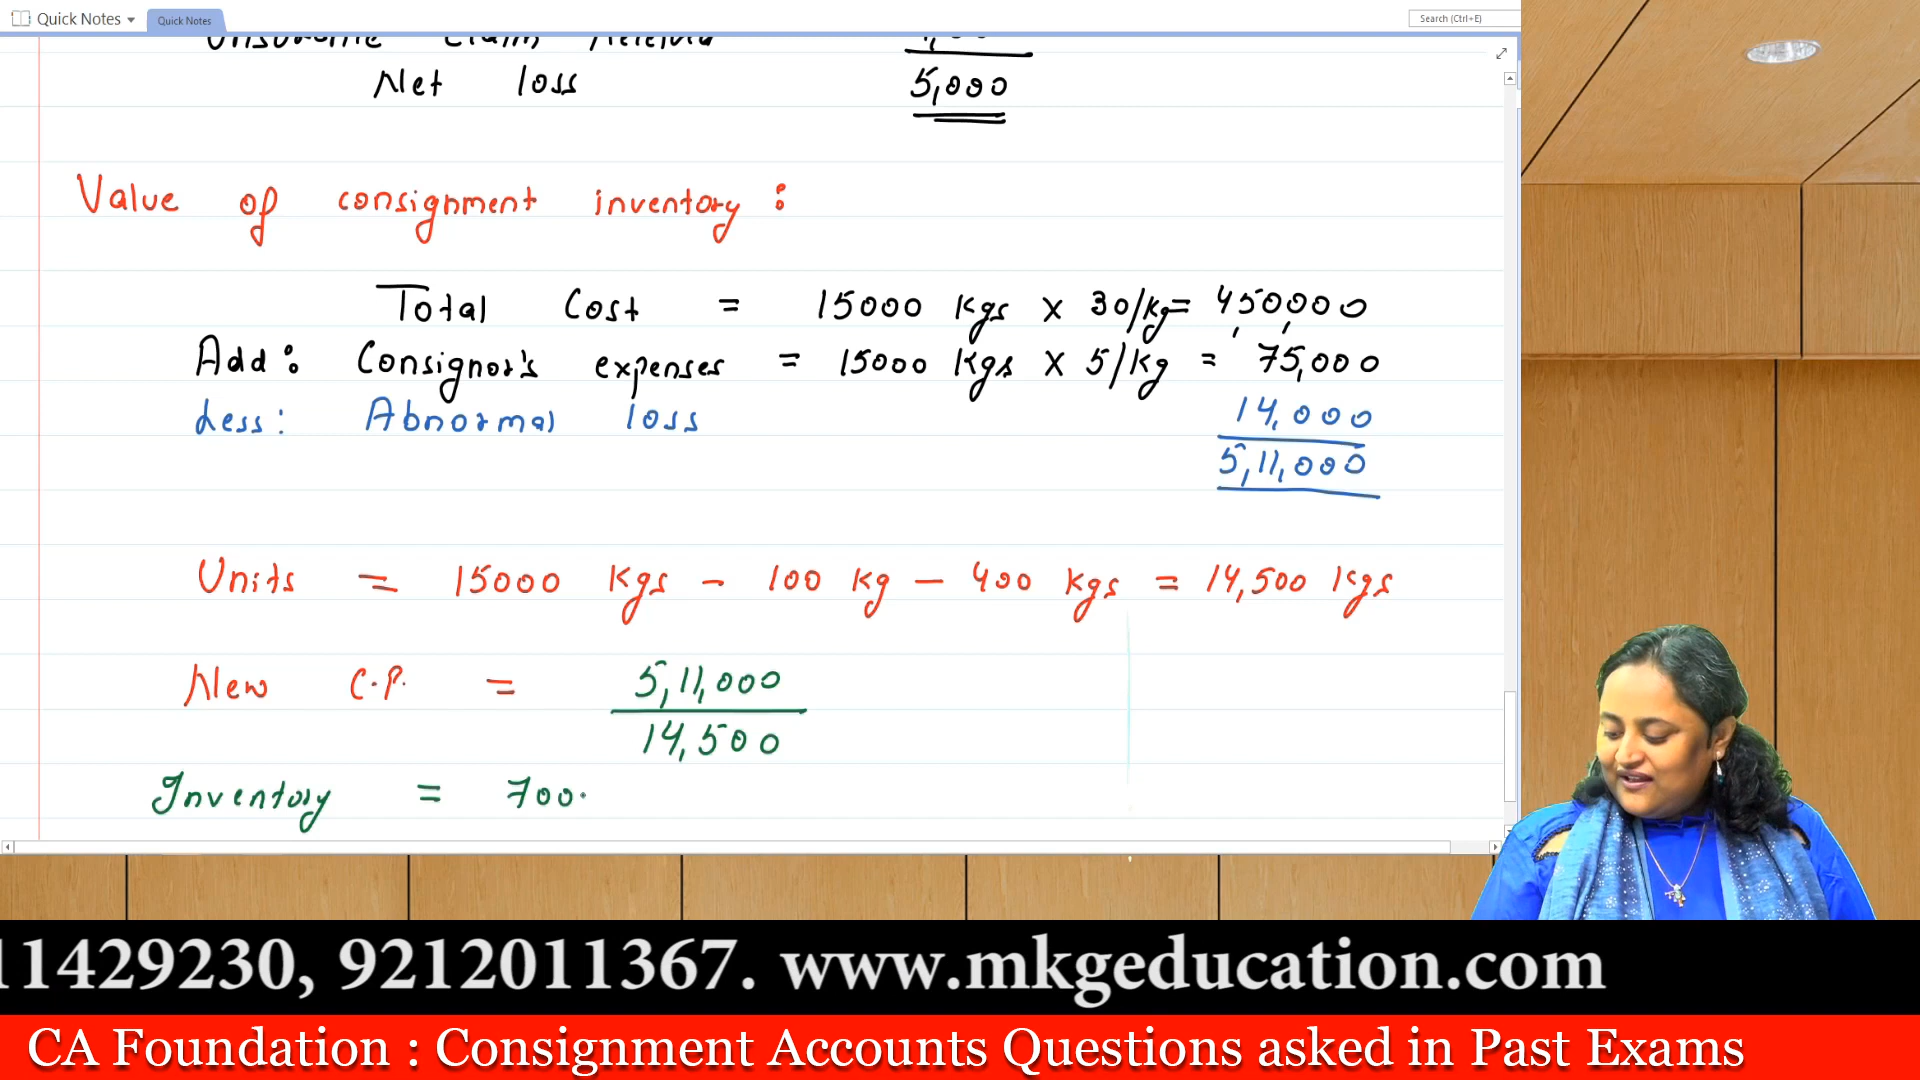 Quick Notes
Quick Notes
Search (Ctrl+E)
Claim Received
Net loss 5,000
Value of consignment inventory :
Total Cost = 15000 Kgs x 30/kg = 4,50,000
Add: Consignor's expenses = 15000 Kgs x 5/kg = 75,000
Less: Abnormal loss 14,000
5,11,000
Units = 15000 Kgs - 100 kg - 400 Kgs = 14,500 Kgs
New C.P. = 5,11,000
14,500
Inventory = 700
11429230, 9212011367. www.mkgeducation.com
CA Foundation : Consignment Accounts Questions asked in Past Exams